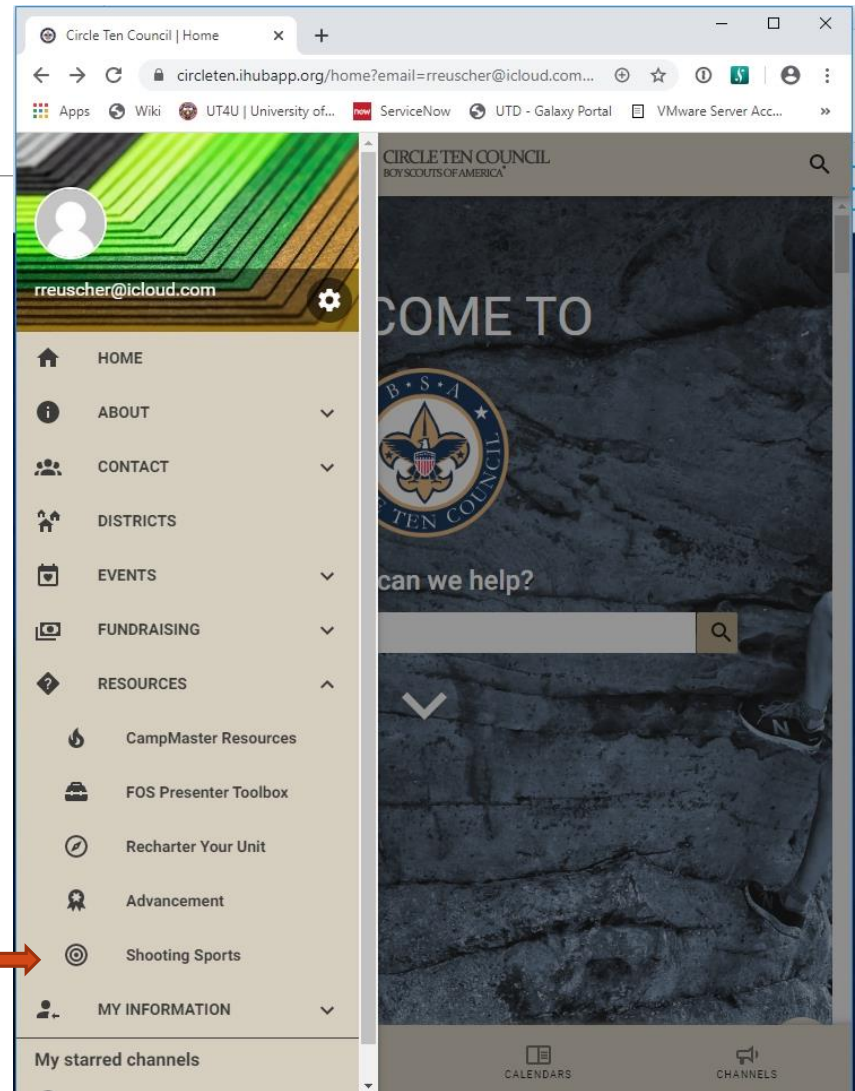 Circle Ten Council | Home
circleten.ihubapp.org/home?email=rreuscher@icloud.com...
Apps Wiki UT4U | University of... now ServiceNow UTD - Galaxy Portal VMware Server Acc... »
CIRCLE TEN COUNCIL
BOY SCOUTS OF AMERICA
rreuscher@icloud.com
COME TO
B • S • A
TEN COUNCIL
can we help?
HOME
ABOUT
CONTACT
DISTRICTS
EVENTS
FUNDRAISING
RESOURCES
CampMaster Resources
FOS Presenter Toolbox
Recharter Your Unit
Advancement
Shooting Sports
MY INFORMATION
My starred channels
CALENDARS
CHANNELS